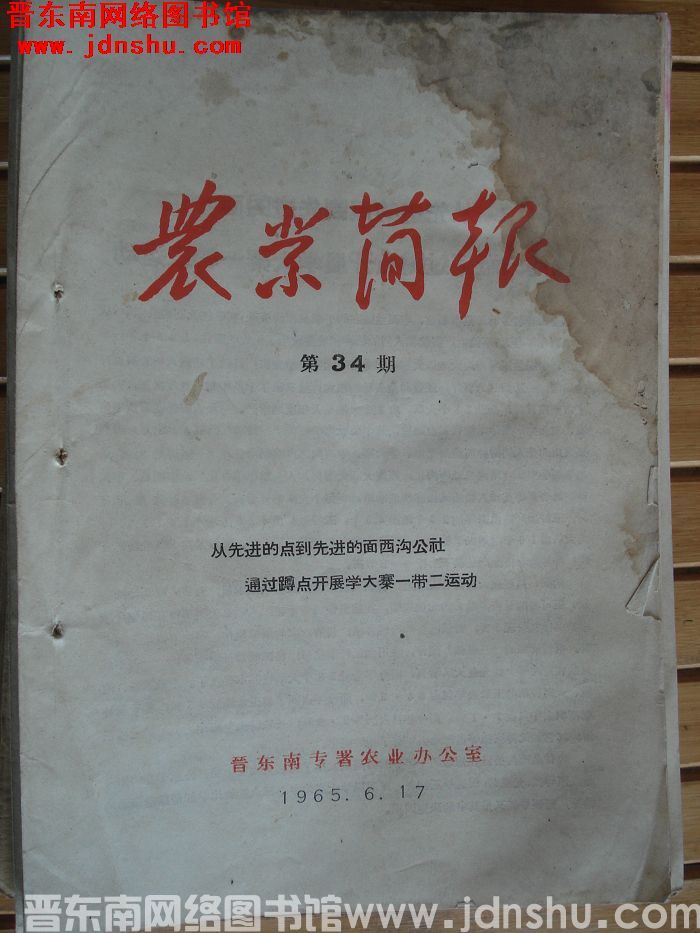 晋东南网络图书馆
www.jdnshu.com
農业简报
第34期
从先进的点到先进的面西沟公社
通过蹲点开展学大寨一带二运动
晋东南专署农业办公室
1965.6.17
晋东南网络图书馆www.jdnshu.com